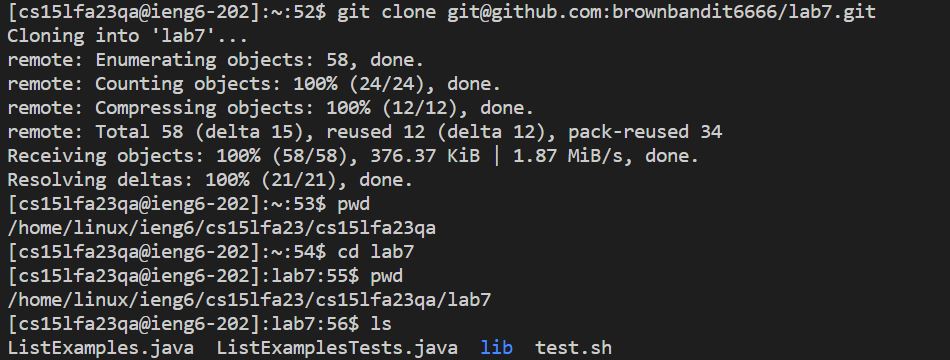 [cs15lfa23qa@ieng6-202]:~:52$ git clone git@github.com:brownbandit6666/lab7.git
Cloning into 'lab7'...
remote: Enumerating objects: 58, done.
remote: Counting objects: 100% (24/24), done.
remote: Compressing objects: 100% (12/12), done.
remote: Total 58 (delta 15), reused 12 (delta 12), pack-reused 34
Receiving objects: 100% (58/58), 376.37 KiB | 1.87 MiB/s, done.
Resolving deltas: 100% (21/21), done.
[cs15lfa23qa@ieng6-202]:~:53$ pwd
/home/linux/ieng6/cs15lfa23/cs15lfa23qa
[cs15lfa23qa@ieng6-202]:~:54$ cd lab7
[cs15lfa23qa@ieng6-202]:lab7:55$ pwd
/home/linux/ieng6/cs15lfa23/cs15lfa23qa/lab7
[cs15lfa23qa@ieng6-202]:lab7:56$ ls
ListExamples.java  ListExamplesTests.java  lib  test.sh